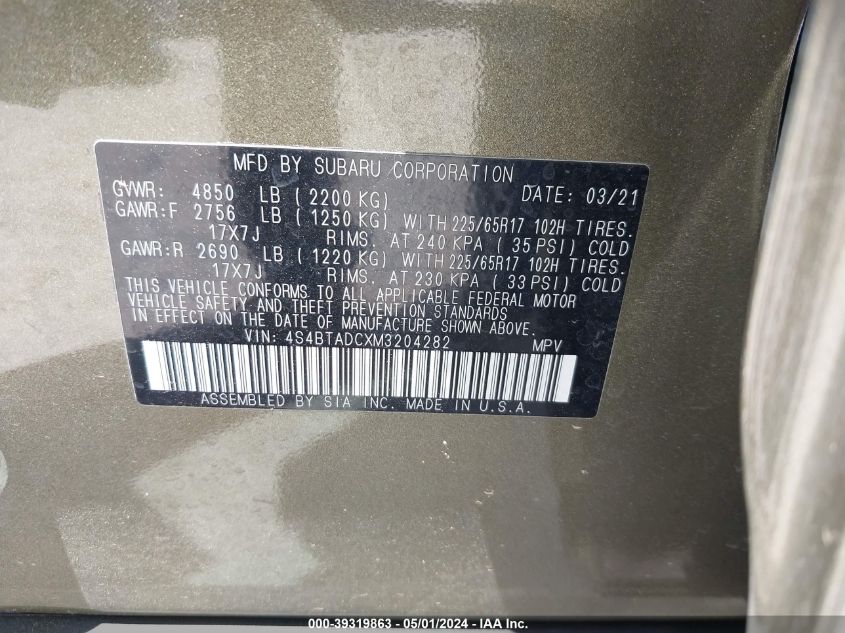 MFD BY SUBARU CORPORATION
GVWR: 4850 LB (2200 KG) DATE: 03/21
GAWR:F 2756 LB (1250 KG) WITH 225/65R17 102H TIRES.
17X7J RIMS. AT 240 KPA (35 PSI) COLD
GAWR:R 2690 LB (1220 KG) WITH 225/65R17 102H TIRES.
17X7J RIMS. AT 230 KPA (33 PSI) COLD
THIS VEHICLE CONFORMS TO ALL APPLICABLE FEDERAL MOTOR
VEHICLE SAFETY AND THEFT PREVENTION STANDARDS
IN EFFECT ON THE DATE OF MANUFACTURE SHOWN ABOVE.
VIN: 4S4BTADCXM3204282 MPV
ASSEMBLED BY SIA INC. MADE IN U.S.A.
000-39319863 - 05/01/2024 - IAA Inc.